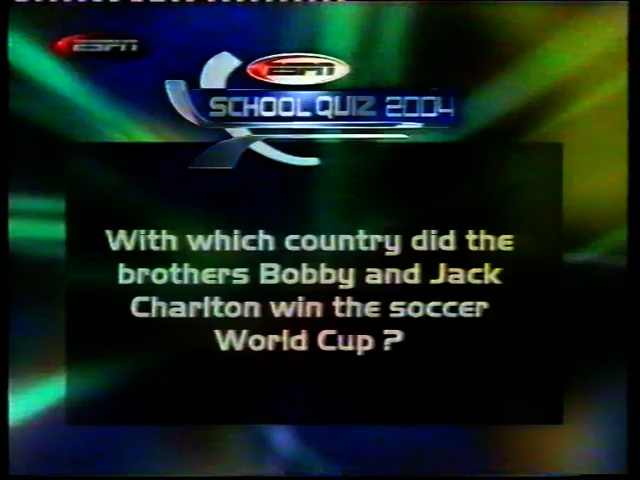 ESPN
ESPN
SCHOOL QUIZ 2004
With which country did the
brothers Bobby and Jack
Charlton win the soccer
World Cup ?